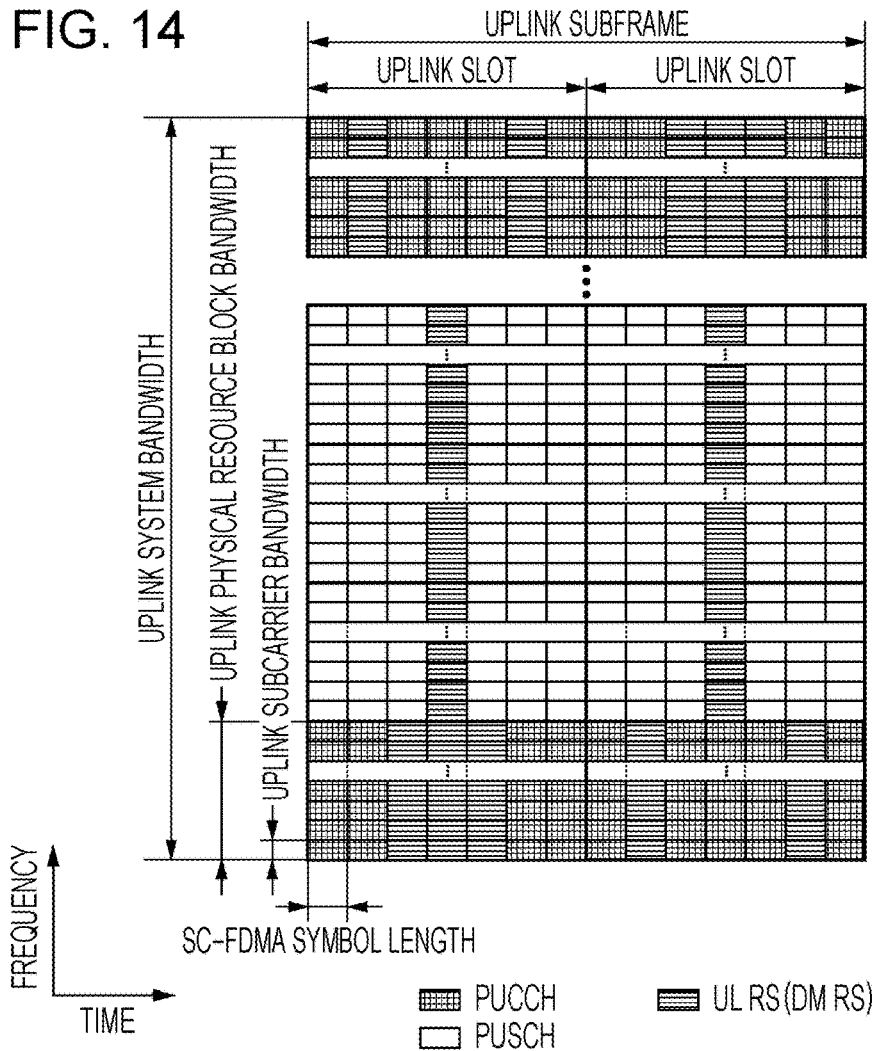 FIG. 14
UPLINK SUBFRAME
UPLINK SLOT
UPLINK SLOT
UPLINK SYSTEM BANDWIDTH
UPLINK PHYSICAL RESOURCE BLOCK BANDWIDTH
UPLINK SUBCARRIER BANDWIDTH
FREQUENCY
TIME
SC-FDMA SYMBOL LENGTH
PUCCH
UL RS (DM RS)
PUSCH